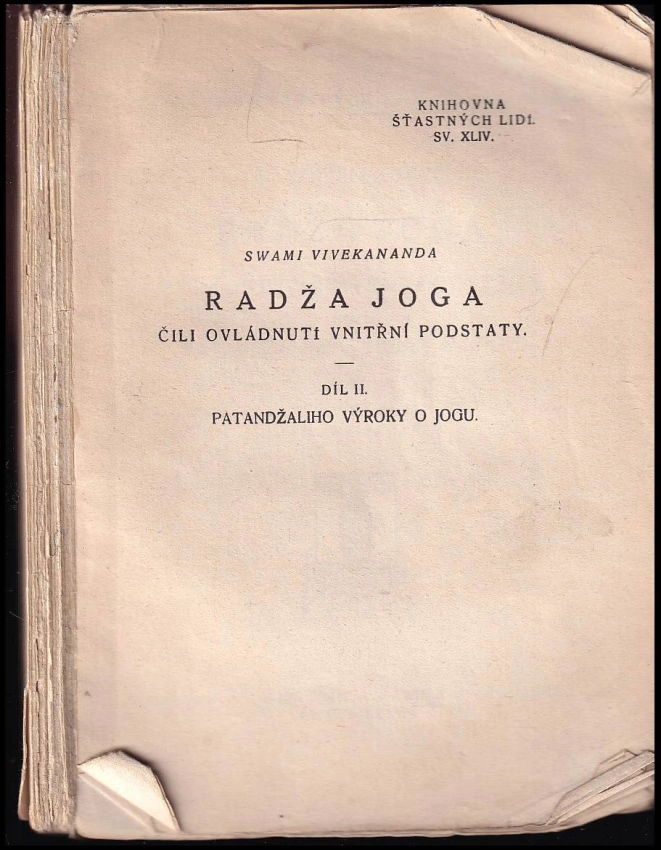 KNIHOVNA
ŠŤASTNÝCH LIDÍ.
SV. XLIV.
SWAMI VIVEKANANDA
RADŽA JOGA
ČILI OVLÁDNUTÍ VNITŘNÍ PODSTATY.
DÍL II.
PATANDŽALIHO VÝROKY O JOGU.